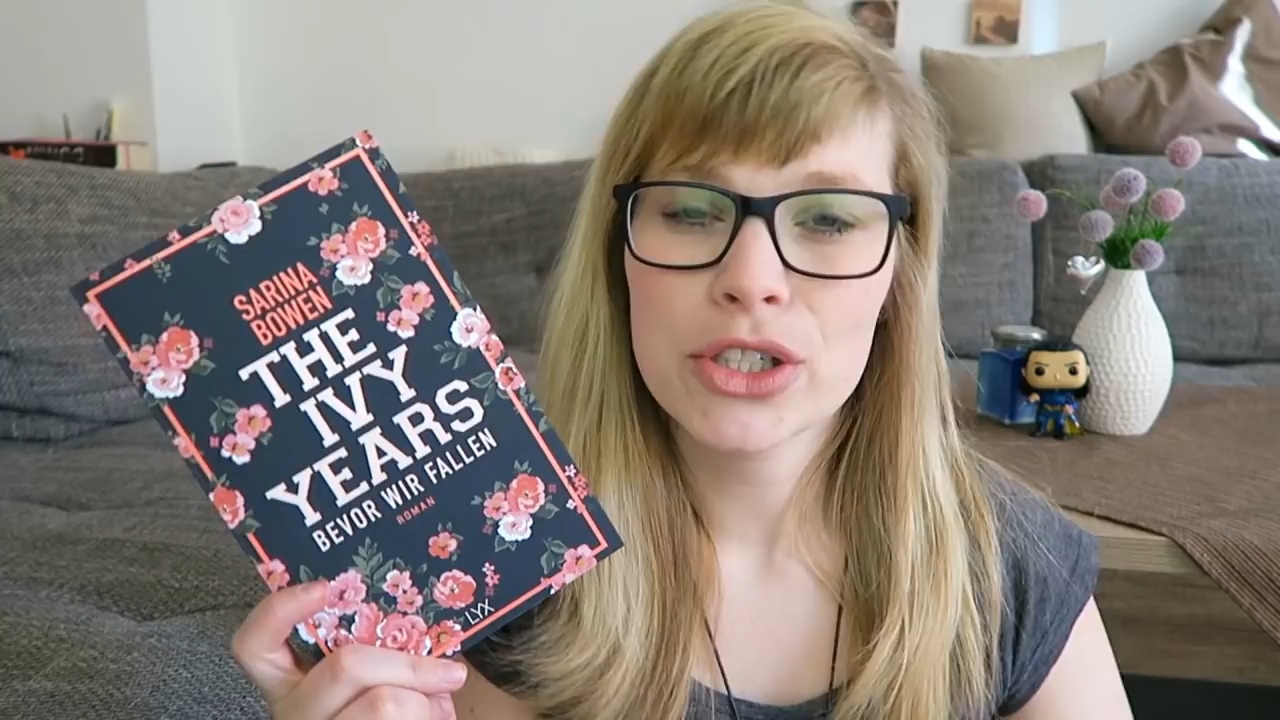 SARINA
BOWEN
THE
IVY
YEARS
BEVOR WIR FALLEN
ROMAN
LYX